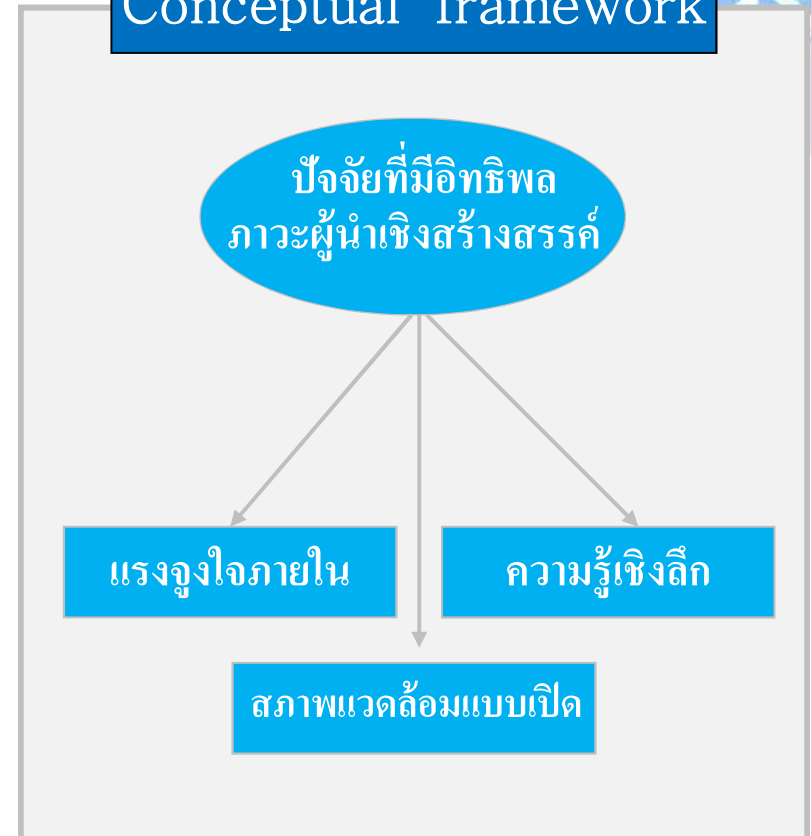 Conceptual framework
ปัจจัยที่มีอิทธิพล
ภาวะผู้นำเชิงสร้างสรรค์
แรงจูงใจภายใน
ความรู้เชิงลึก
สภาพแวดล้อมแบบเปิด